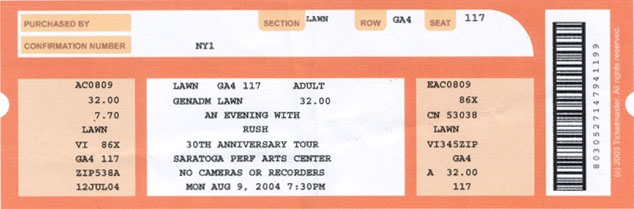 PURCHASED BY
SECTION LAWN ROW GA4 SEAT 117
CONFIRMATION NUMBER NY1
AC0809
32.00
7.70
LAWN
VI 86X
GA4 117
ZIP538A
12JUL04
LAWN GA4 117 ADULT
GENADM LAWN 32.00
AN EVENING WITH
RUSH
30TH ANNIVERSARY TOUR
SARATOGA PERF ARTS CENTER
NO CAMERAS OR RECORDERS
MON AUG 9, 2004 7:30PM
EAC0809
86X
CN 53038
LAWN
VI345ZIP
GA4
A 32.00
117
8030527147941199
(c) 2003 Ticketmaster. All rights reserved.